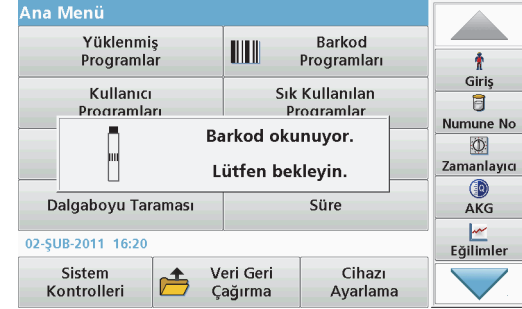 Ana Menü
Yüklenmiş
Programlar
Barkod
Programları
Kullanıcı
Programları
Sık Kullanılan
Programlar
Barkod okunuyor.
Lütfen bekleyin.
Dalgaboyu Taraması
Süre
02-ŞUB-2011 16:20
Sistem
Kontrolleri
Veri Geri
Çağırma
Cihazı
Ayarlama
Giriş
Numune No
Zamanlayıcı
AKG
Eğilimler